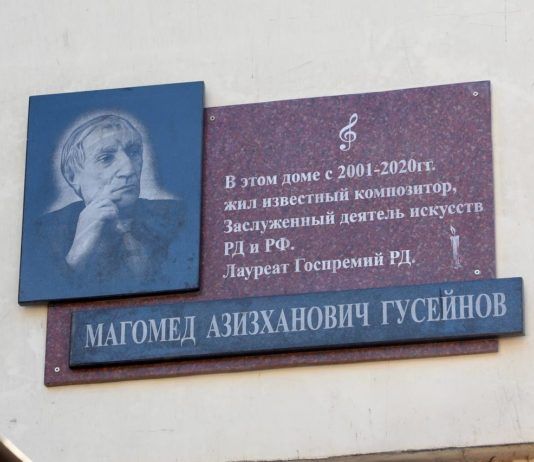 В этом доме с 2001-2020гг.
жил известный композитор,
Заслуженный деятель искусств
РД и РФ.
Лауреат Госпремий РД.
МАГОМЕД АЗИЗХАНОВИЧ ГУСЕЙНОВ